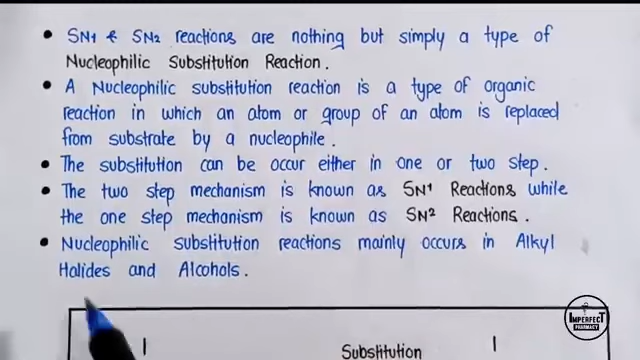 SN1 & SN2 reactions are nothing but simply a type of
Nucleophilic Substitution Reaction.
A Nucleophilic substitution reaction is a type of organic
reaction in which an atom or group of an atom is replaced
from substrate by a nucleophile.
The substitution can be occur either in one or two step.
The two step mechanism is known as SN1 Reactions while
the one step mechanism is known as SN2 Reactions.
Nucleophilic substitution reactions mainly occurs in Alkyl
Halides and Alcohols.
Substitution
IMPERFECT
PHARMACY